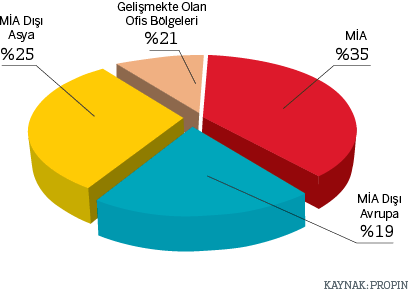 MİA Dışı
Asya
%25
Gelişmekte Olan
Ofis Bölgeleri
%21
MİA
%35
MİA Dışı
Avrupa
%19
KAYNAK: PROPIN